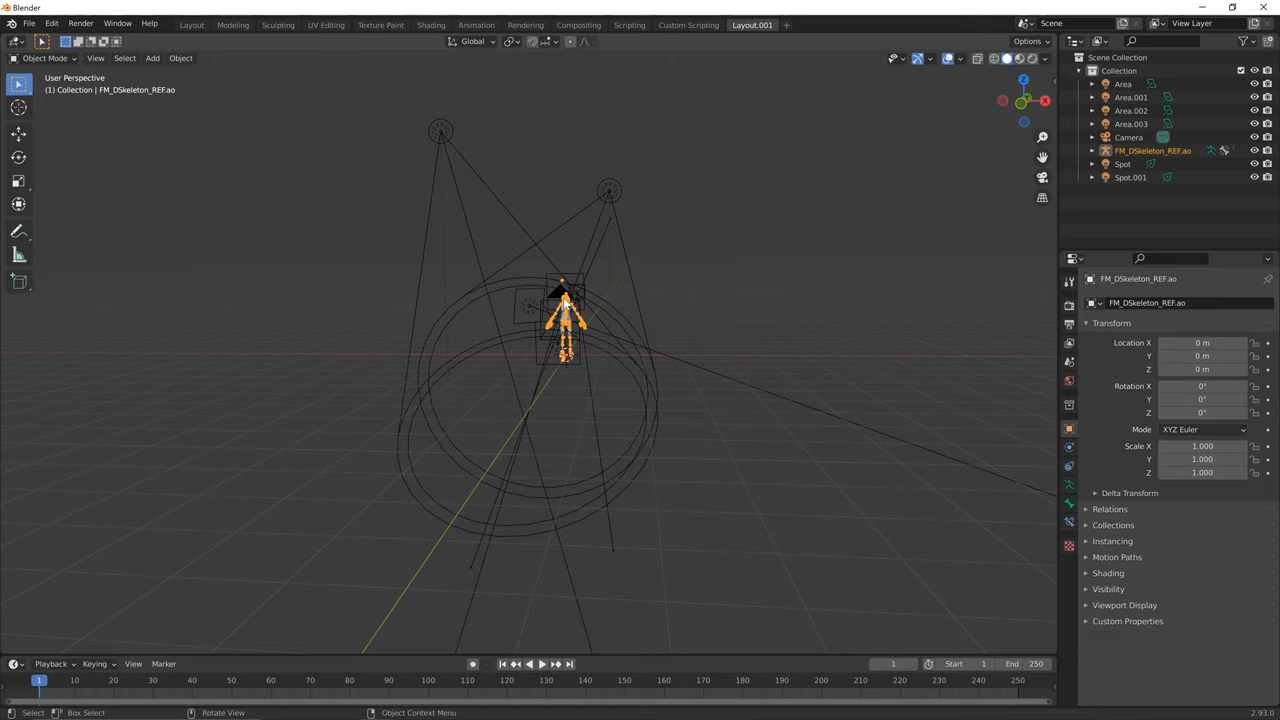 Blender
File Edit Render Window Help Layout Modeling Sculpting UV Editing Texture Paint Shading Animation Rendering Compositing Scripting Custom Scripting Layout.001 + Scene View Layer
Global Options
Object Mode View Select Add Object
User Perspective
(1) Collection | FM_DSkeleton_REF.ao
Z
X
Scene Collection
Collection
Area
Area.001
Area.002
Area.003
Camera
FM_DSkeleton_REF.ao
Spot
Spot.001
FM_DSkeleton_REF.ao
FM_DSkeleton_REF.ao
Transform
Location X 0 m
Y 0 m
Z 0 m
Rotation X 0°
Y 0°
Z 0°
Mode XYZ Euler
Scale X 1.000
Y 1.000
Z 1.000
Delta Transform
Relations
Collections
Instancing
Motion Paths
Shading
Visibility
Viewport Display
Custom Properties
Playback Keying View Marker 1 Start 1 End 250
1 10 20 30 40 50 60 70 80 90 100 110 120 130 140 150 160 170 180 190 200 210 220 230 240 250
Select Box Select Rotate View Object Context Menu 2.93.0